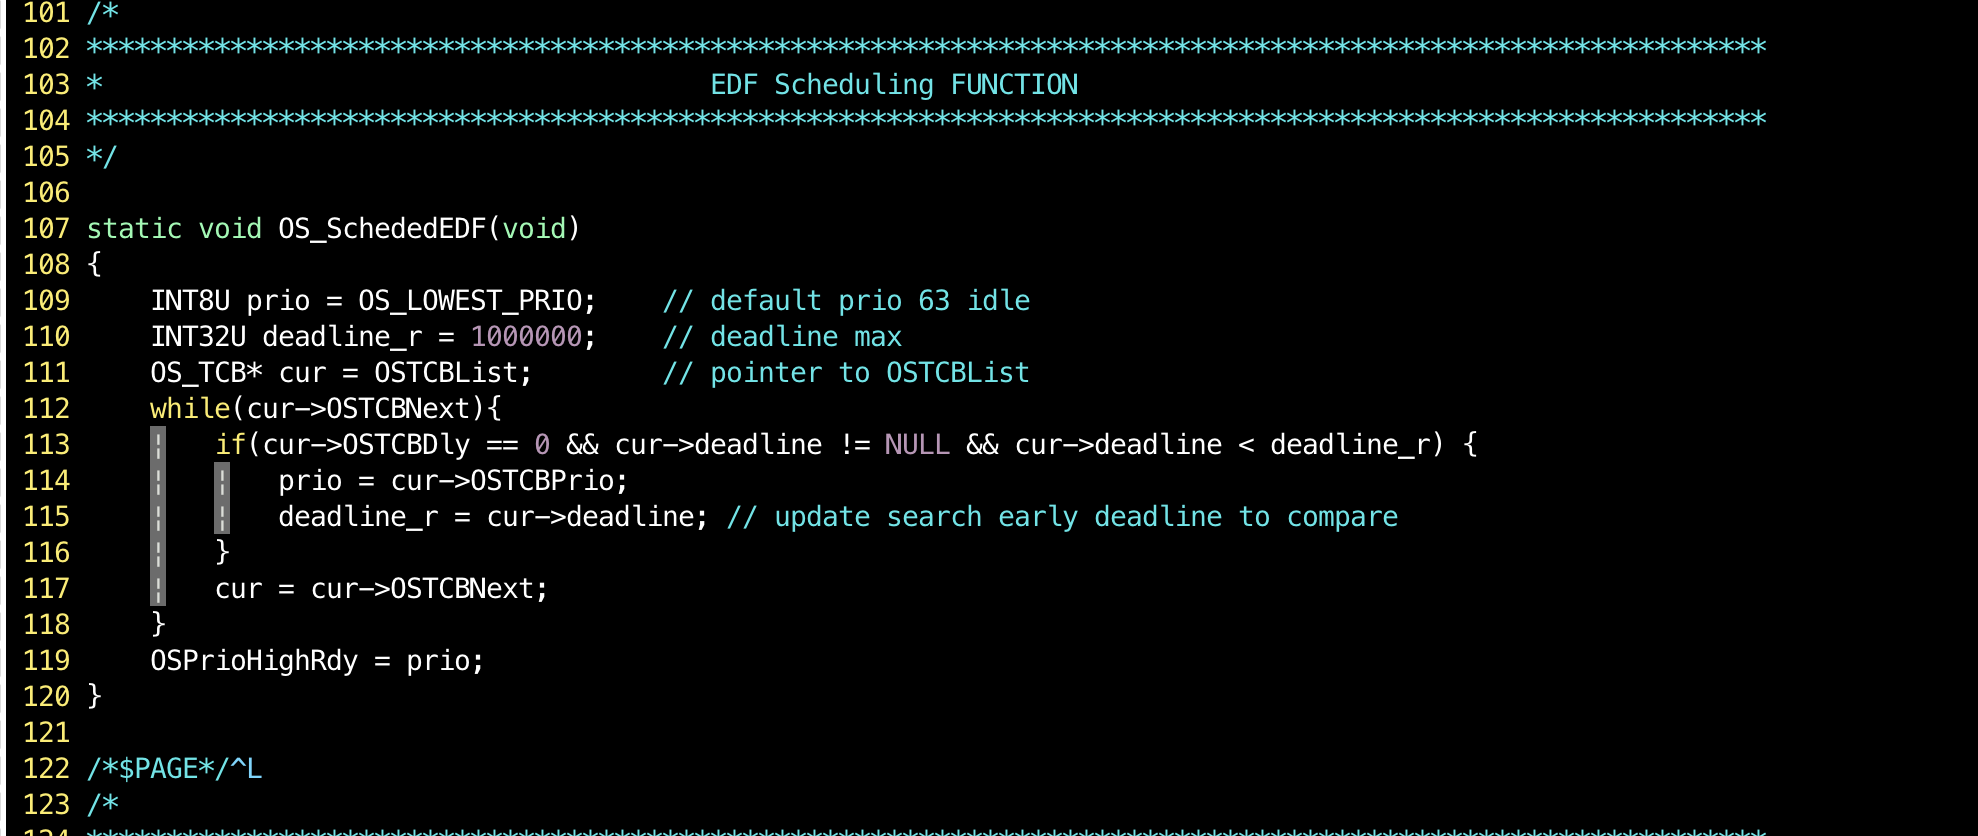 101 /*
102 *********************************************************************************************************
103 *                                      EDF Scheduling FUNCTION
104 *********************************************************************************************************
105 */
106
107 static void OS_SchededEDF(void)
108 {
109     INT8U prio = OS_LOWEST_PRIO;    // default prio 63 idle
110     INT32U deadline_r = 1000000;    // deadline max
111     OS_TCB* cur = OSTCBList;        // pointer to OSTCBList
112     while(cur->OSTCBNext){
113     ¦   if(cur->OSTCBDly == 0 && cur->deadline != NULL && cur->deadline < deadline_r) {
114     ¦   ¦   prio = cur->OSTCBPrio;
115     ¦   ¦   deadline_r = cur->deadline; // update search early deadline to compare
116     ¦   }
117     ¦   cur = cur->OSTCBNext;
118     }
119     OSPrioHighRdy = prio;
120 }
121
122 /*$PAGE*/^L
123 /*
124 *********************************************************************************************************